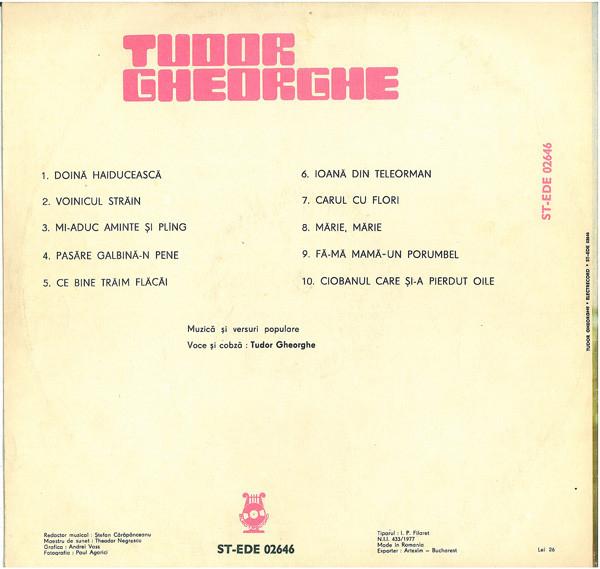 TUDOR
GHEORGHE
1. DOINĂ HAIDUCEASCĂ
2. VOINICUL STRĂIN
3. MI-ADUC AMINTE ȘI PLÎNG
4. PASĂRE GALBINĂ-N PENE
5. CE BINE TRĂIM FLĂCĂI
6. IOANĂ DIN TELEORMAN
7. CARUL CU FLORI
8. MĂRIE, MĂRIE
9. FĂ-MĂ MAMĂ-UN PORUMBEL
10. CIOBANUL CARE ȘI-A PIERDUT OILE
Muzică și versuri populare
Voce și cobză : Tudor Gheorghe
ST-EDE 02646
TUDOR GHEORGHE • ELECTRECORD • ST-EDE 02646
Redactor muzical : Ștefan Cărăpănceanu
Maestru de sunet : Theodor Negrescu
Grafica : Andrei Vass
Fotografia : Paul Agarici
ST-EDE 02646
Tiparul : I. P. Filaret
N.I.I. 433/1977
Made in Romania
Exporter : Artexim – Bucharest
Lei 26